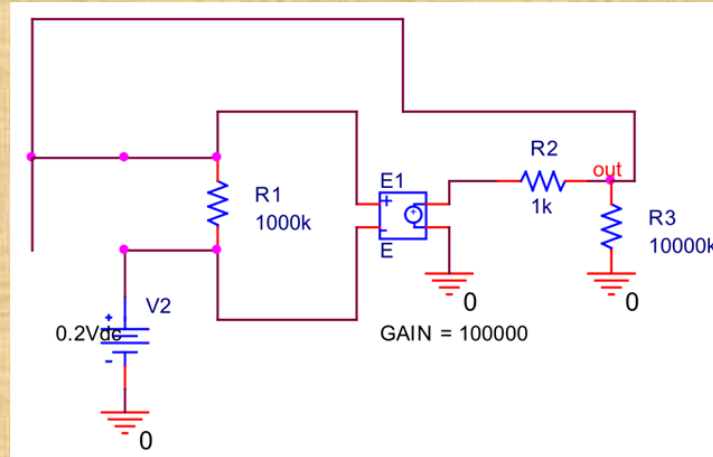 R2
out
E1
R1
1k
R3
1000k
10000k
E
V2
0
0
0.2Vdc
GAIN = 100000
0